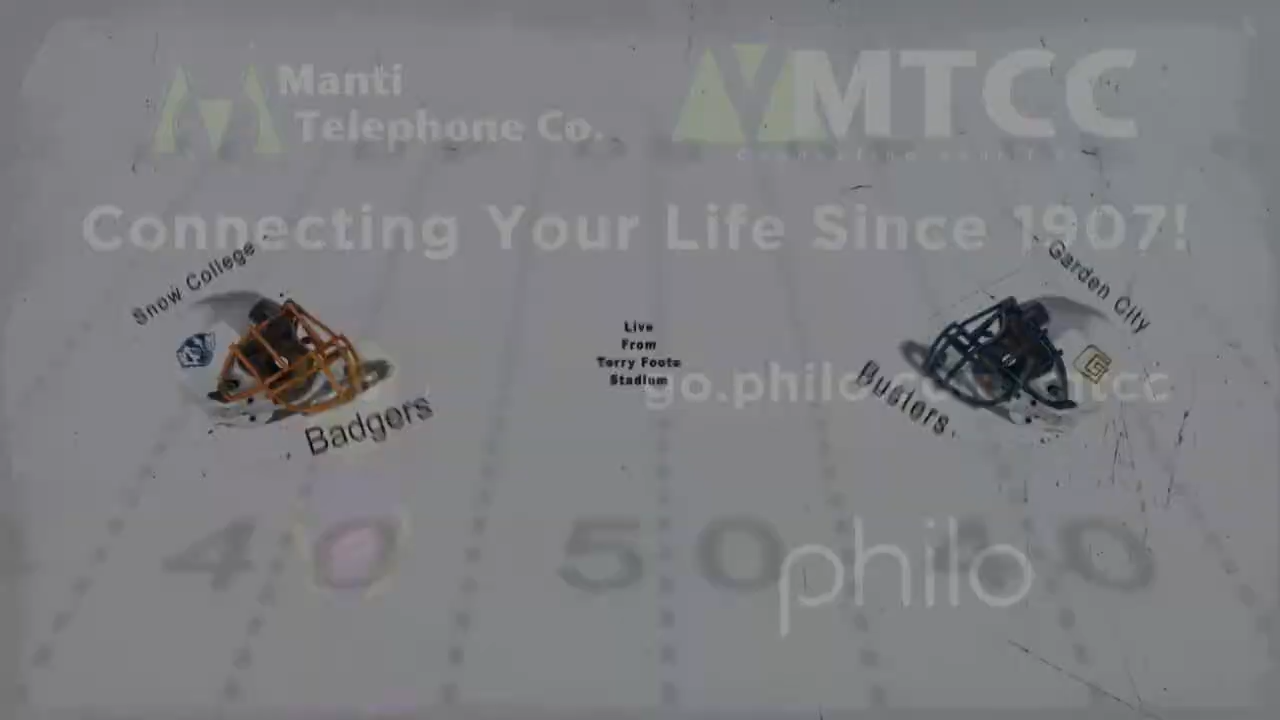 Manti
Telephone Co.
MTCC
Connecting Your Life Since 1907!
Snow College
Badgers
Live
From
Terry Foote
Stadium
Garden City
Busters
philo
40
50
40